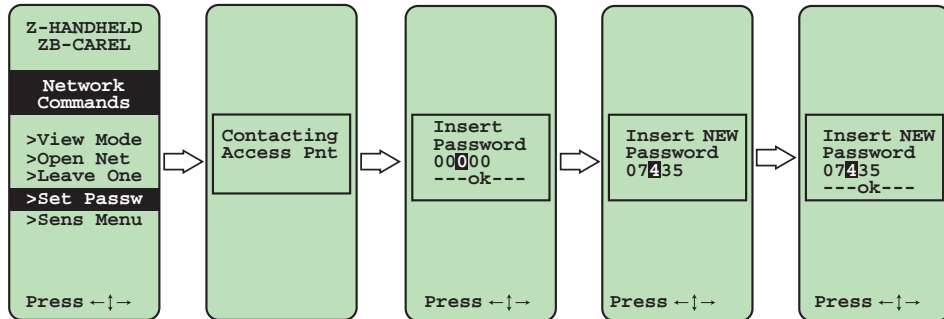 Z-HANDHELD
ZB-CAREL
Network
Commands
>View Mode
>Open Net
>Leave One
>Set Passw
>Sens Menu
Press ←↕→
Contacting
Access Pnt
Insert
Password
00000
---ok---
Press ←↕→
Insert NEW
Password
07435
Press ←↕→
Insert NEW
Password
07435
---ok---
Press ←↕→